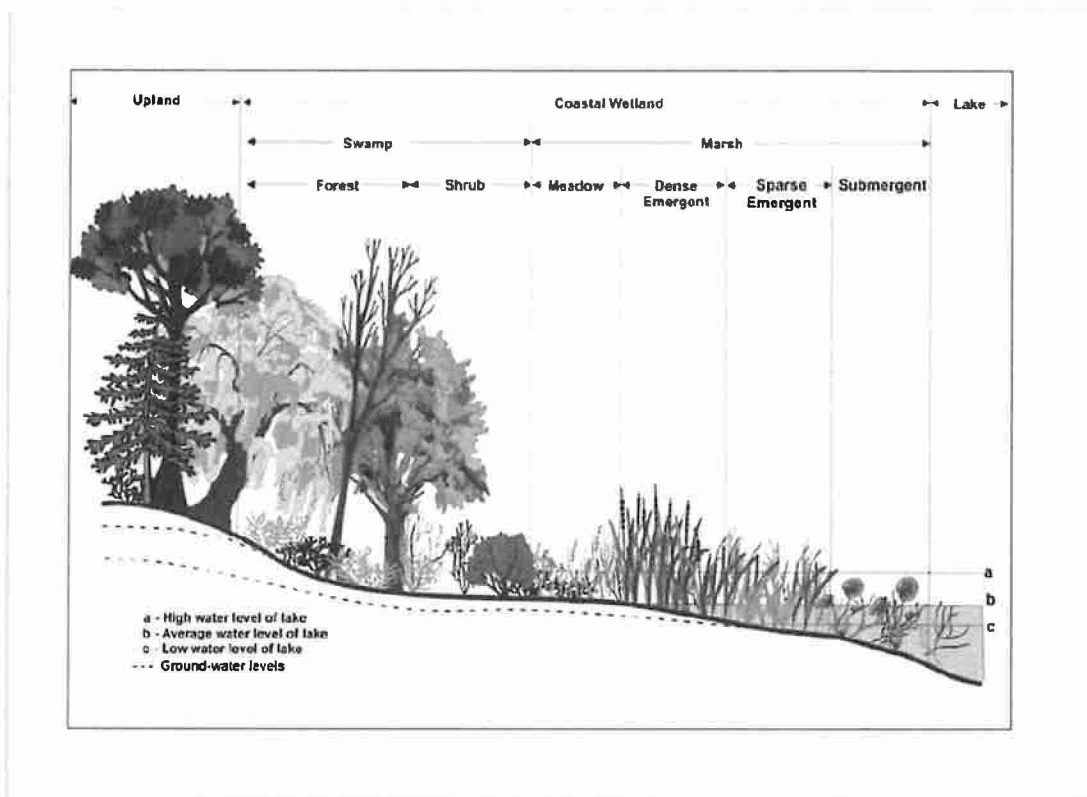 Upland
Coastal Wetland
Lake
Swamp
Marsh
Forest
Shrub
Meadow
Dense
Emergent
Sparse
Emergent
Submergent
a
b
c
a - High water level of lake
b - Average water level of lake
c - Low water level of lake
Ground-water levels